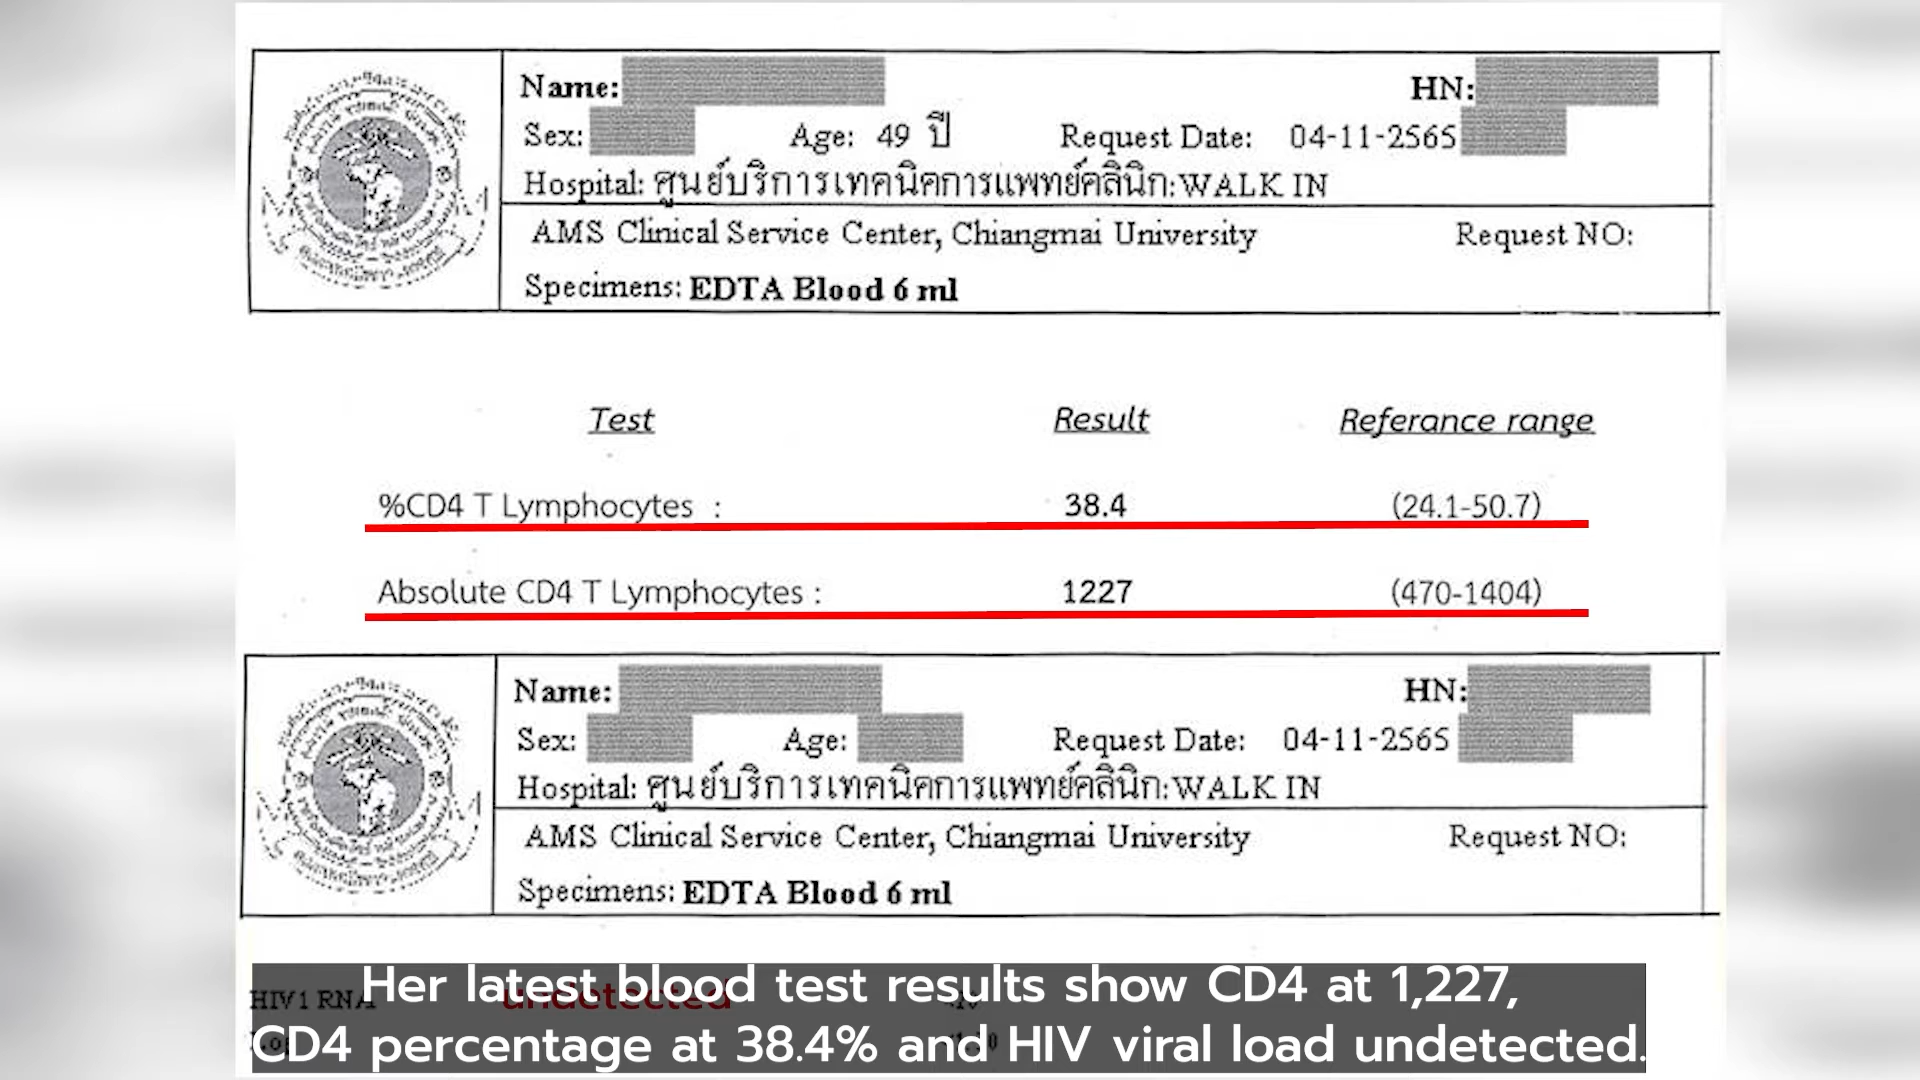 Name: HN:
Sex: Age: 49 ปี Request Date: 04-11-2565
Hospital: ศูนย์บริการเทคนิคการแพทย์คลินิก:WALK IN
AMS Clinical Service Center, Chiangmai University Request NO:
Specimens: EDTA Blood 6 ml
Test Result Referance range
%CD4 T Lymphocytes : 38.4 (24.1-50.7)
Absolute CD4 T Lymphocytes : 1227 (470-1404)
Name: HN:
Sex: Age: Request Date: 04-11-2565
Hospital: ศูนย์บริการเทคนิคการแพทย์คลินิก:WALK IN
AMS Clinical Service Center, Chiangmai University Request NO:
Specimens: EDTA Blood 6 ml
HIV1 RNA undetected
Her latest blood test results show CD4 at 1,227,
CD4 percentage at 38.4% and HIV viral load undetected.